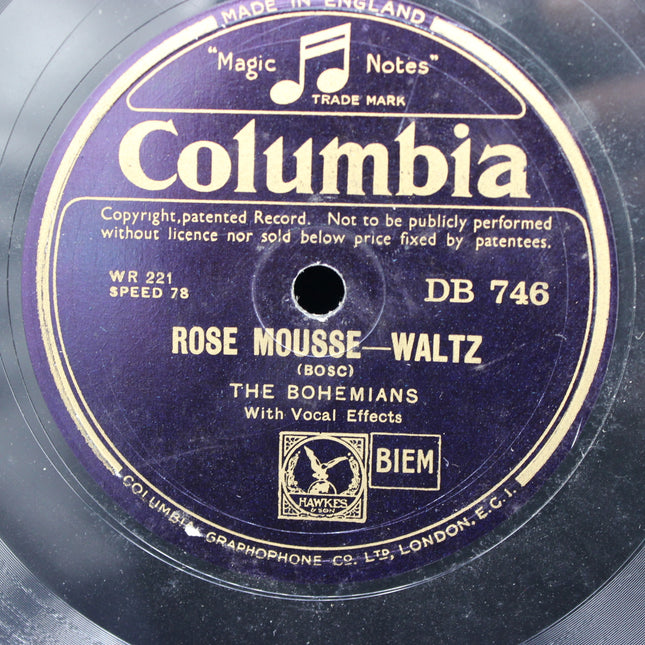 MADE IN ENGLAND
"Magic Notes"
TRADE MARK
Columbia
Copyright, patented Record. Not to be publicly performed
without licence nor sold below price fixed by patentees.
WR 221
SPEED 78
DB 746
ROSE MOUSSE—WALTZ
(BOSC)
THE BOHEMIANS
With Vocal Effects
HAWKES
& SON
BIEM
COLUMBIA GRAPHOPHONE CO. LTD, LONDON, E.C.1.